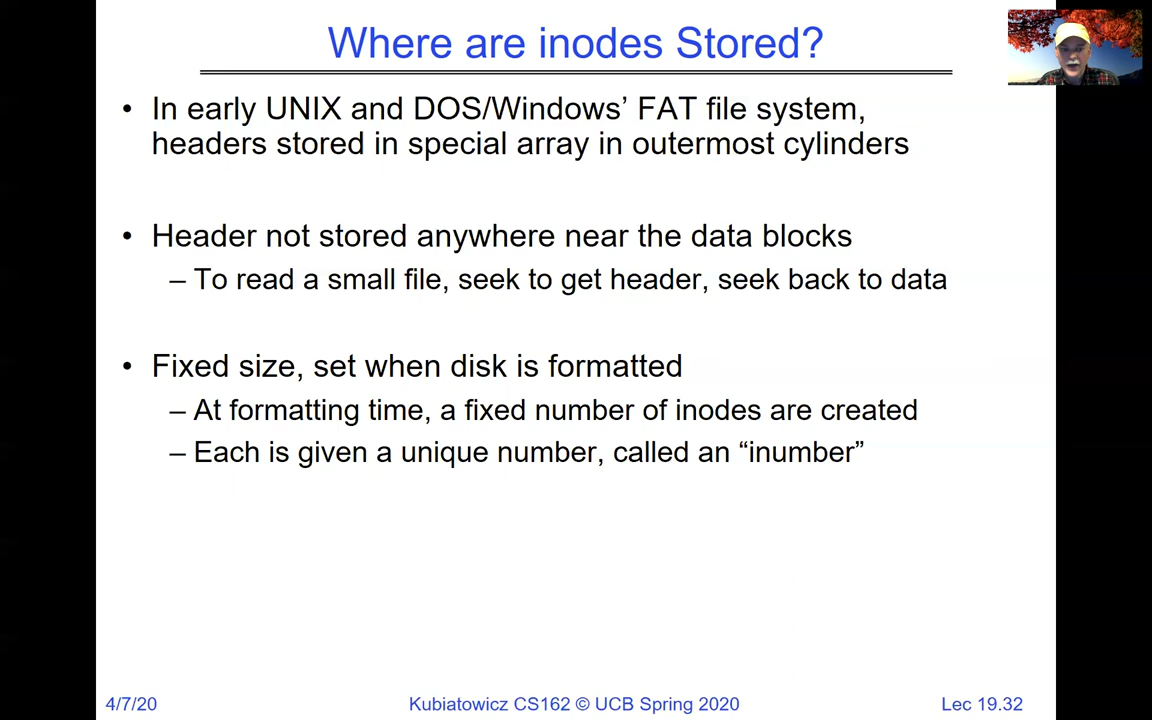 Where are inodes Stored?
• In early UNIX and DOS/Windows’ FAT file system,
headers stored in special array in outermost cylinders
• Header not stored anywhere near the data blocks
– To read a small file, seek to get header, seek back to data
• Fixed size, set when disk is formatted
– At formatting time, a fixed number of inodes are created
– Each is given a unique number, called an “inumber”
4/7/20
Kubiatowicz CS162 © UCB Spring 2020
Lec 19.32